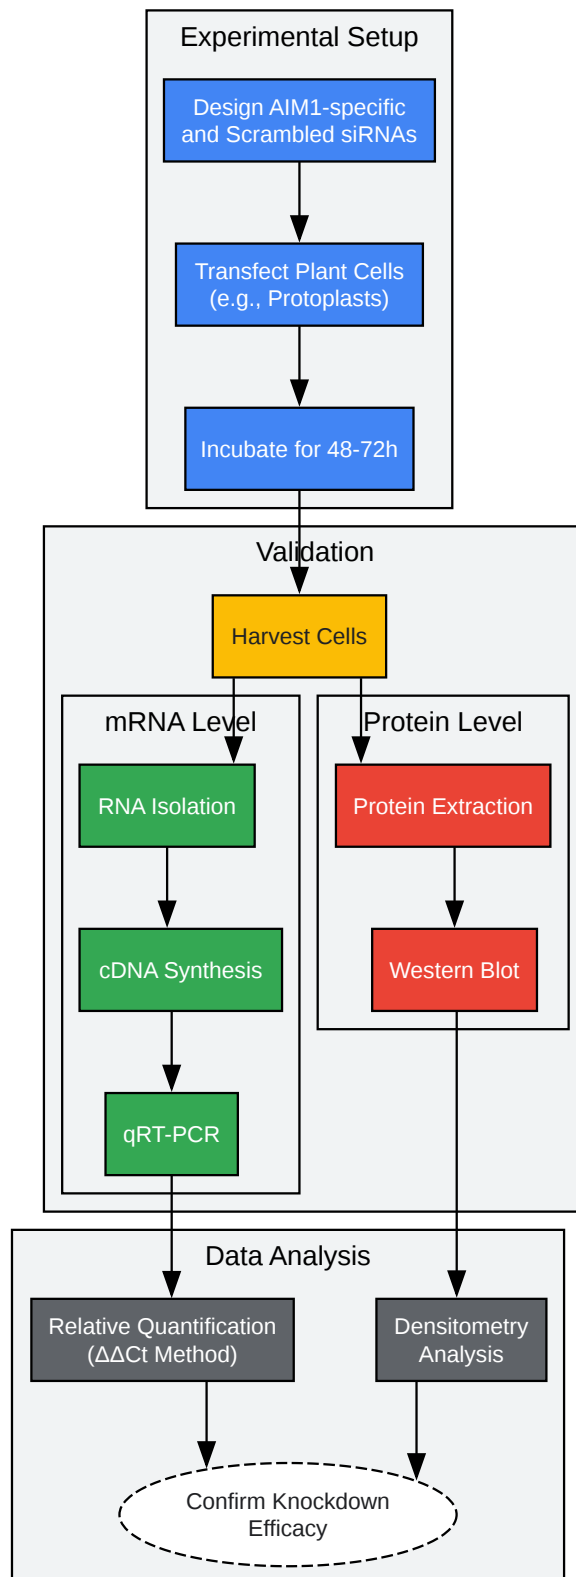 Experimental Setup
Design AIM1-specific
and Scrambled siRNAs
Transfect Plant Cells
(e.g., Protoplasts)
Incubate for 48-72h
Validation
Harvest Cells
mRNA Level
Protein Level
RNA Isolation
Protein Extraction
cDNA Synthesis
Western Blot
qRT-PCR
Data Analysis
Relative Quantification
(ΔΔCt Method)
Densitometry
Analysis
Confirm Knockdown
Efficacy